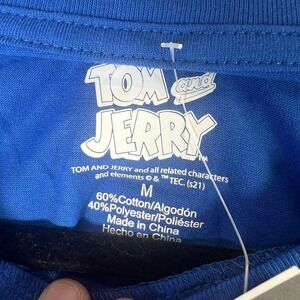 TOM and
JERRY
TOM AND JERRY and all related characters
and elements © & ™ TEC. (s21)
M
60%Cotton/Algodón
40%Polyester/Poliéster
Made in China
Hecho en China